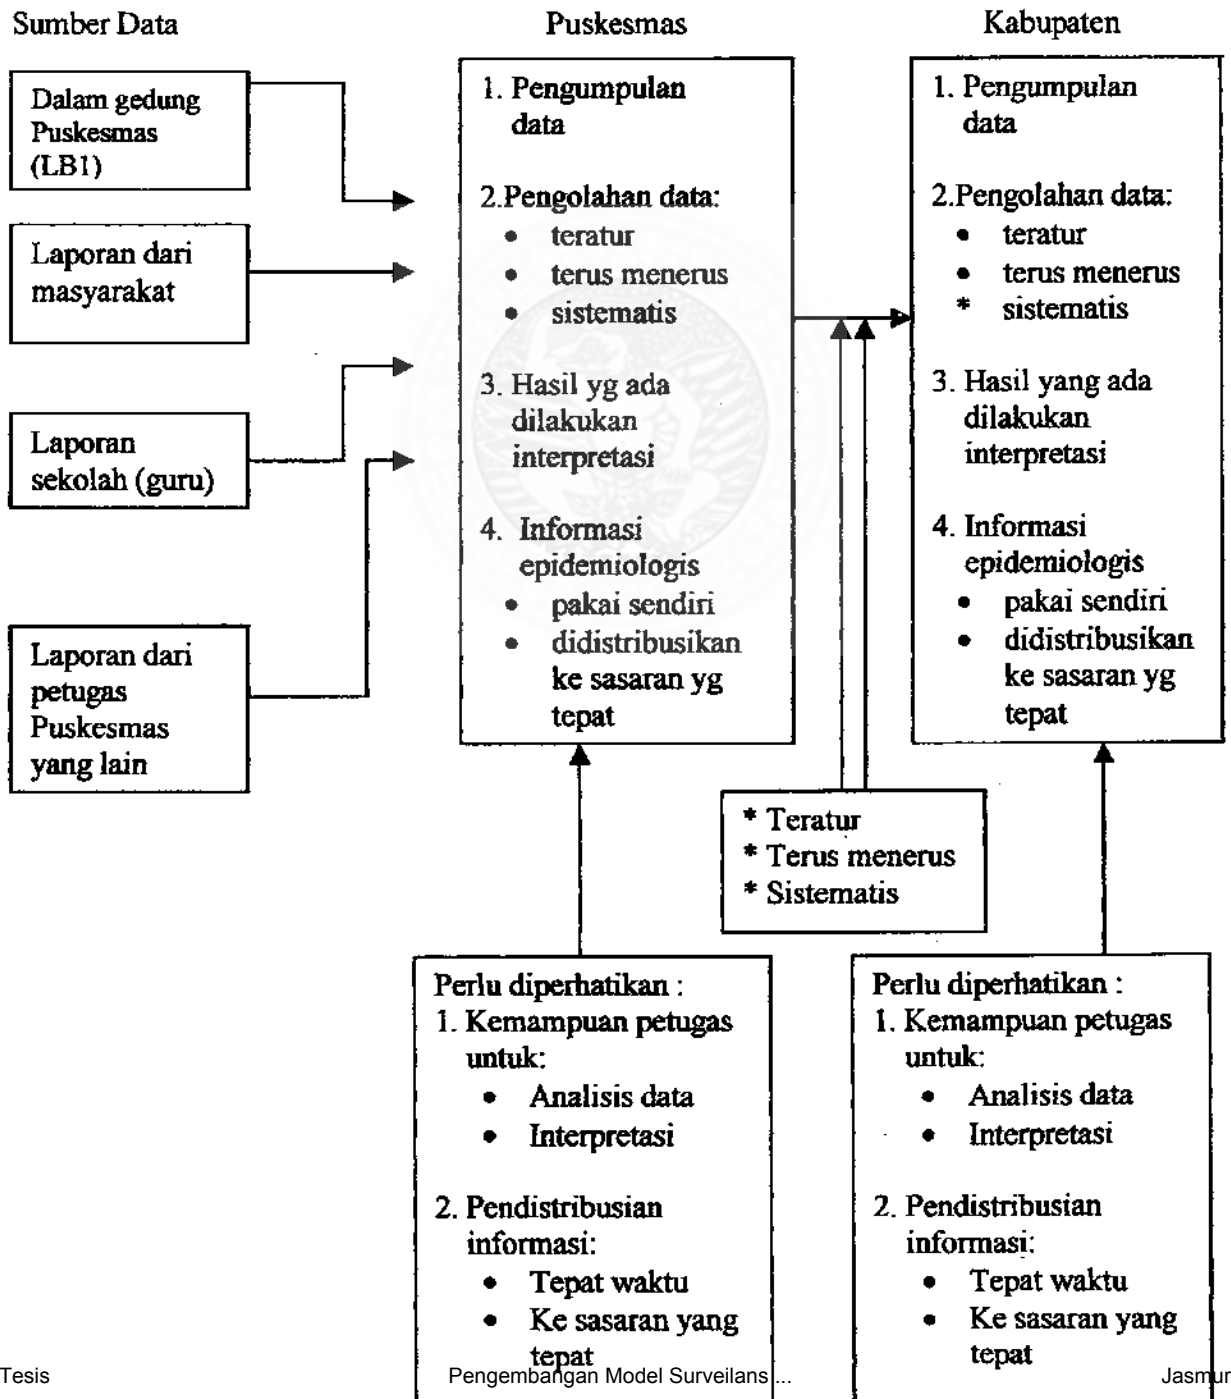 Sumber Data
Puskesmas
Kabupaten
Dalam gedung
Puskesmas
(LB1)
Laporan dari
masyarakat
Laporan
sekolah (guru)
Laporan dari
petugas
Puskesmas
yang lain
1. Pengumpulan
data
2.Pengolahan data:
• teratur
• terus menerus
• sistematis
3. Hasil yg ada
dilakukan
interpretasi
4. Informasi
epidemiologis
• pakai sendiri
• didistribusikan
ke sasaran yg
tepat
1. Pengumpulan
data
2.Pengolahan data:
• teratur
• terus menerus
* sistematis
3. Hasil yang ada
dilakukan
interpretasi
4. Informasi
epidemiologis
• pakai sendiri
• didistribusikan
ke sasaran yg
tepat
* Teratur
* Terus menerus
* Sistematis
Perlu diperhatikan :
1. Kemampuan petugas
untuk:
• Analisis data
• Interpretasi
2. Pendistribusian
informasi:
• Tepat waktu
• Ke sasaran yang
tepat
Perlu diperhatikan :
1. Kemampuan petugas
untuk:
• Analisis data
• Interpretasi
2. Pendistribusian
informasi:
• Tepat waktu
• Ke sasaran yang
tepat
Tesis
Pengembangan Model Surveilans ...
Jasmun